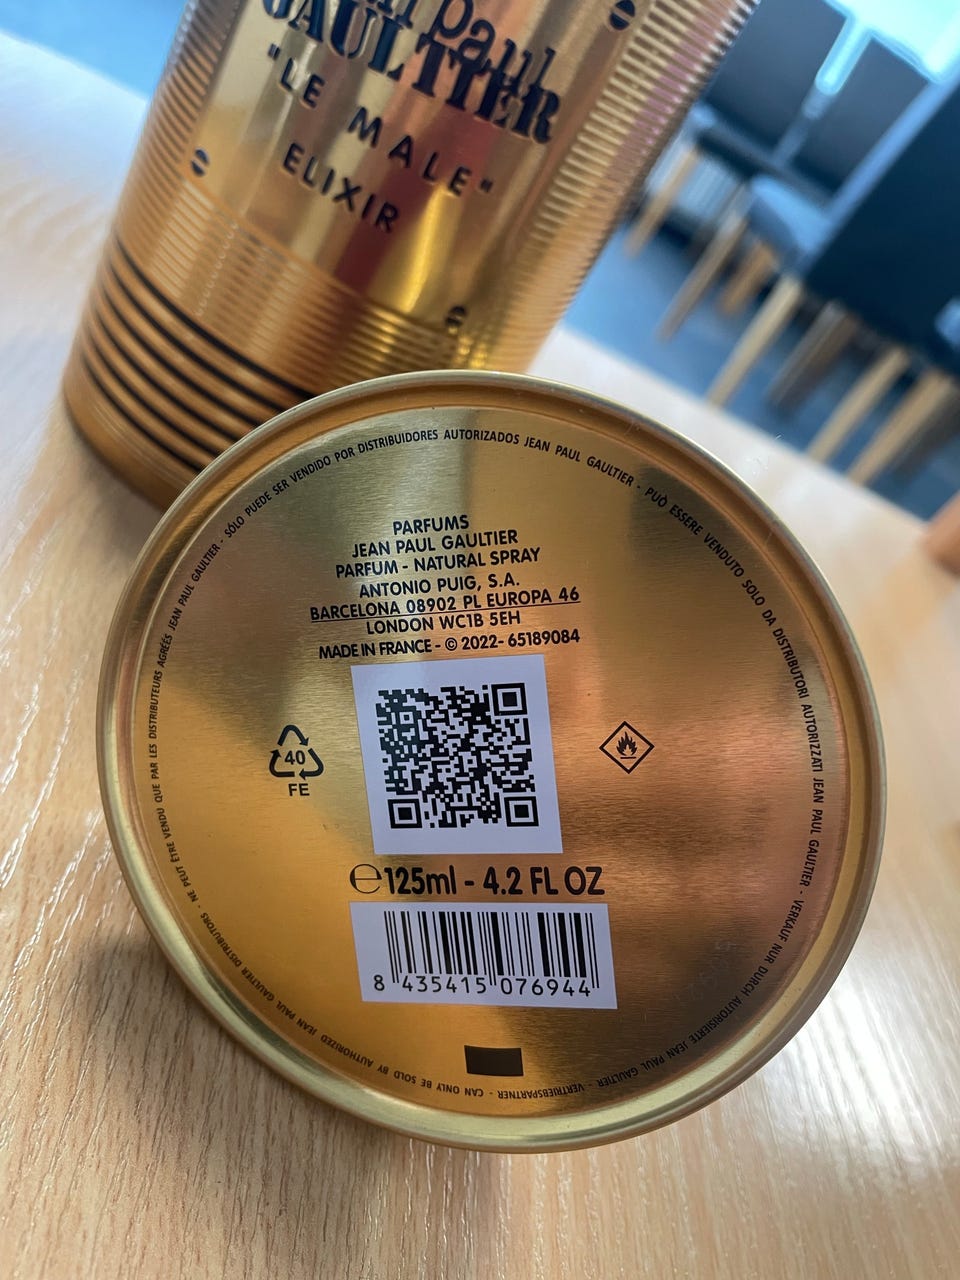 Jean Paul
GAULTIER
"LE MALE"
ELIXIR
PARFUMS
JEAN PAUL GAULTIER
PARFUM - NATURAL SPRAY
ANTONIO PUIG, S.A.
BARCELONA 08902 PL EUROPA 46
LONDON WC1B 5EH
MADE IN FRANCE - © 2022- 65189084
40
FE
℮125ml - 4.2 FL OZ
8 435415 076944
SÓLO PUEDE SER VENDIDO POR DISTRIBUIDORES AUTORIZADOS JEAN PAUL GAULTIER - PUÒ ESSERE VENDUTO SOLO DA DISTRIBUTORI AUTORIZZATI JEAN PAUL GAULTIER - VERKAUF NUR DURCH AUTORISIERTE JEAN PAUL GAULTIER - VERTRIEBSPARTNER - CAN ONLY BE SOLD BY AUTHORIZED JEAN PAUL GAULTIER DISTRIBUTORS - NE PEUT ÊTRE VENDU QUE PAR LES DISTRIBUTEURS AGRÉÉS JEAN PAUL GAULTIER -